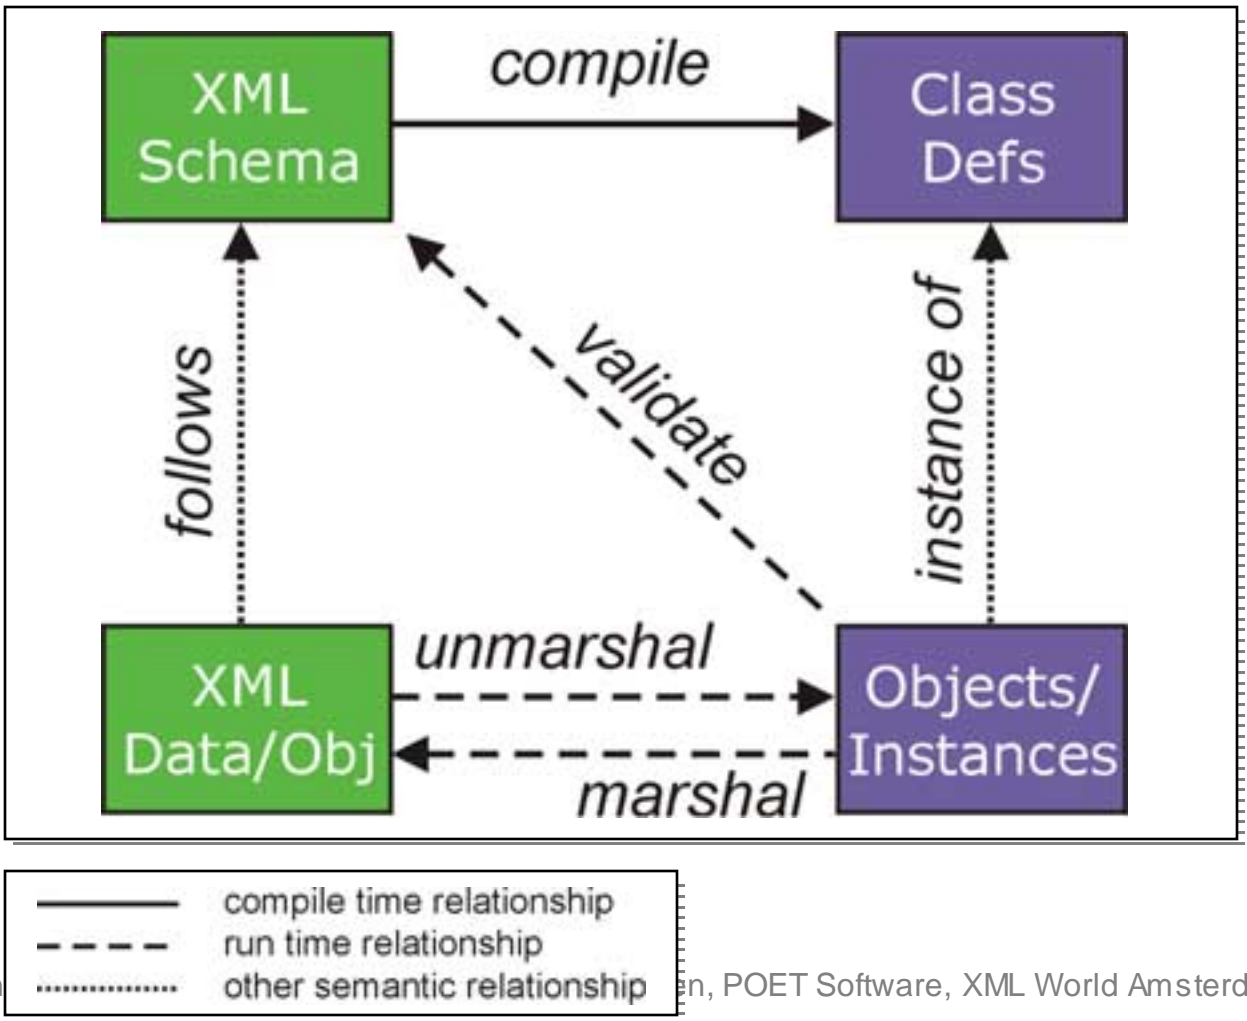 XML
Schema
compile
Class
Defs
follows
validate
instance of
XML
Data/Obj
unmarshal
marshal
Objects/
Instances
compile time relationship
run time relationship
other semantic relationship
POET Software, XML World